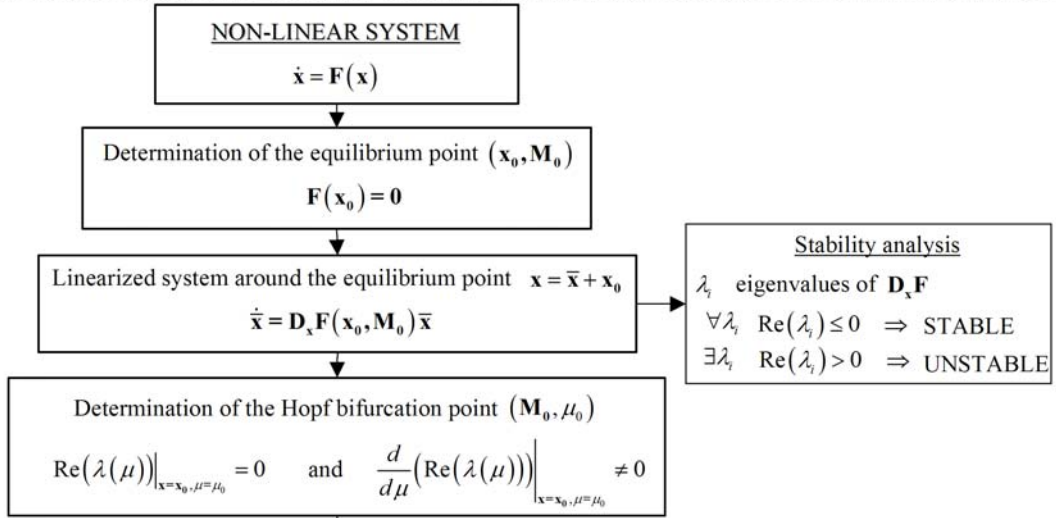 NON-LINEAR SYSTEM
ẋ = F(x)
Determination of the equilibrium point (x₀, M₀)
F(x₀) = 0
Linearized system around the equilibrium point x = x̄ + x₀
x̄̇ = DₓF(x₀, M₀)x̄
Stability analysis
λᵢ eigenvalues of DₓF
∀λᵢ Re(λᵢ) ≤ 0 ⇒ STABLE
∃λᵢ Re(λᵢ) > 0 ⇒ UNSTABLE
Determination of the Hopf bifurcation point (M₀, μ₀)
Re(λ(μ))|x=x₀,μ=μ₀ = 0 and d/dμ (Re(λ(μ)))|x=x₀,μ=μ₀ ≠ 0